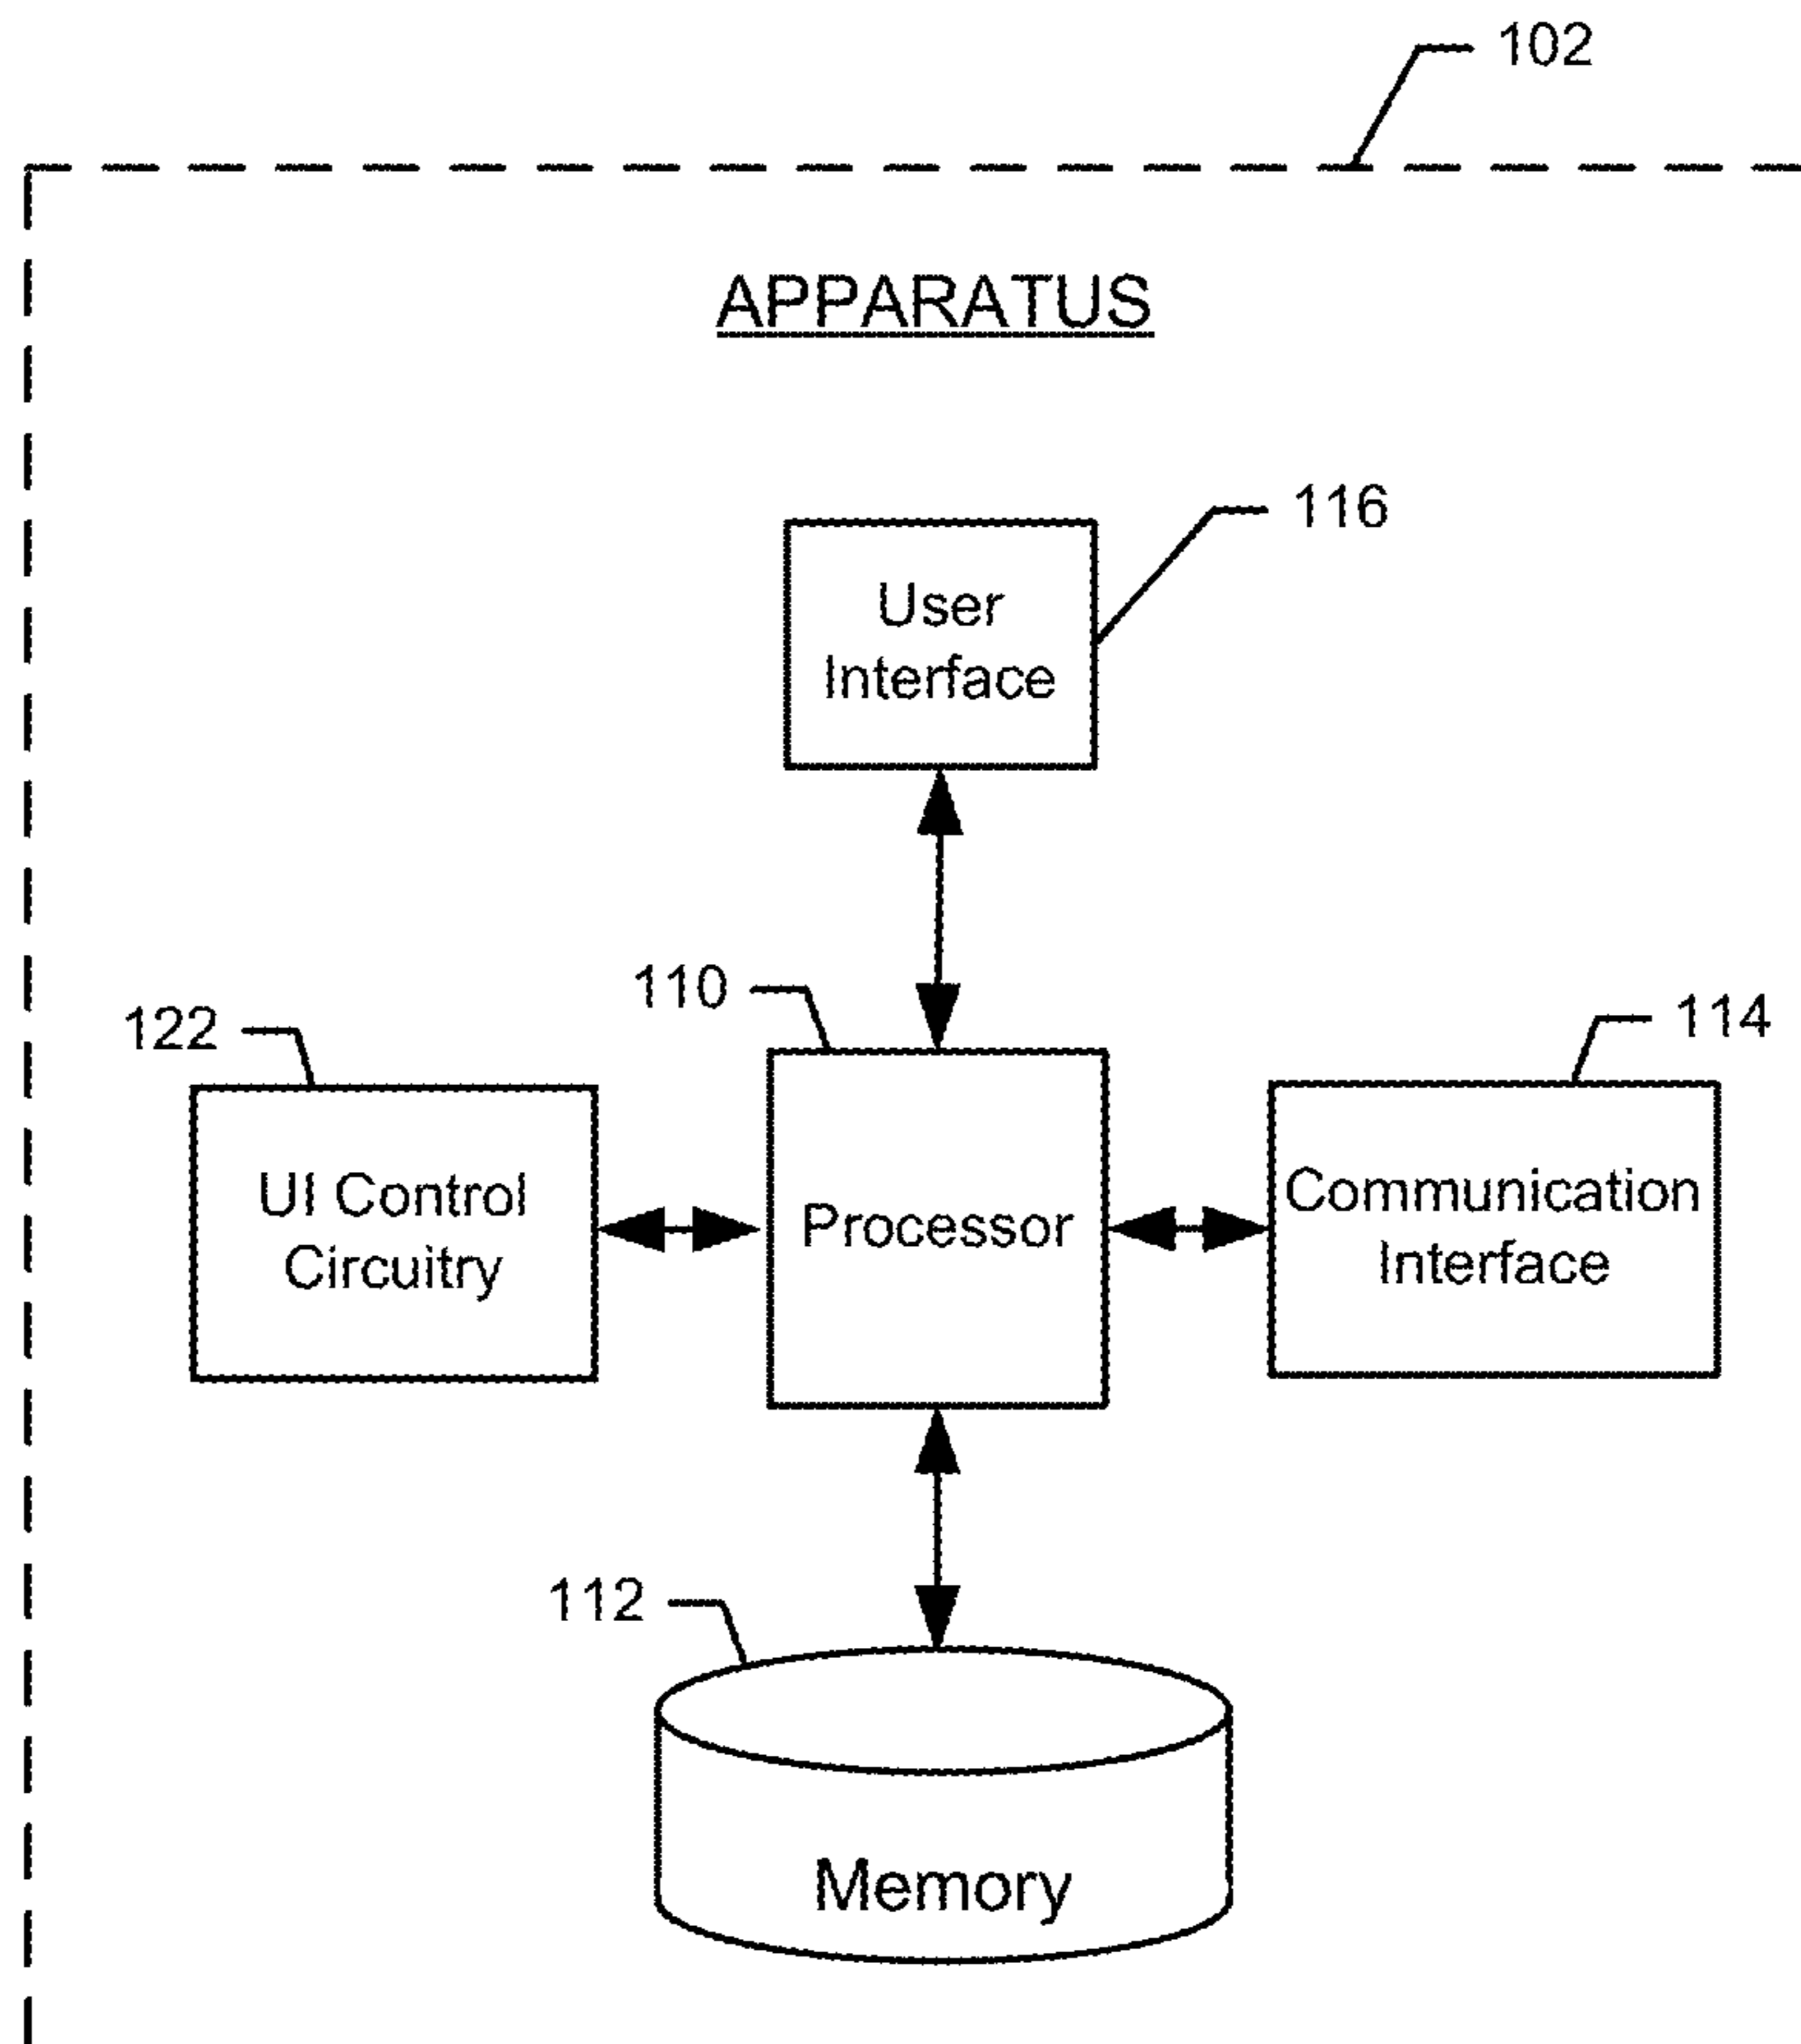 102
APPARATUS
116
User
Interface
110
122
114
UI Control
Circuitry
Processor
Communication
Interface
112
Memory